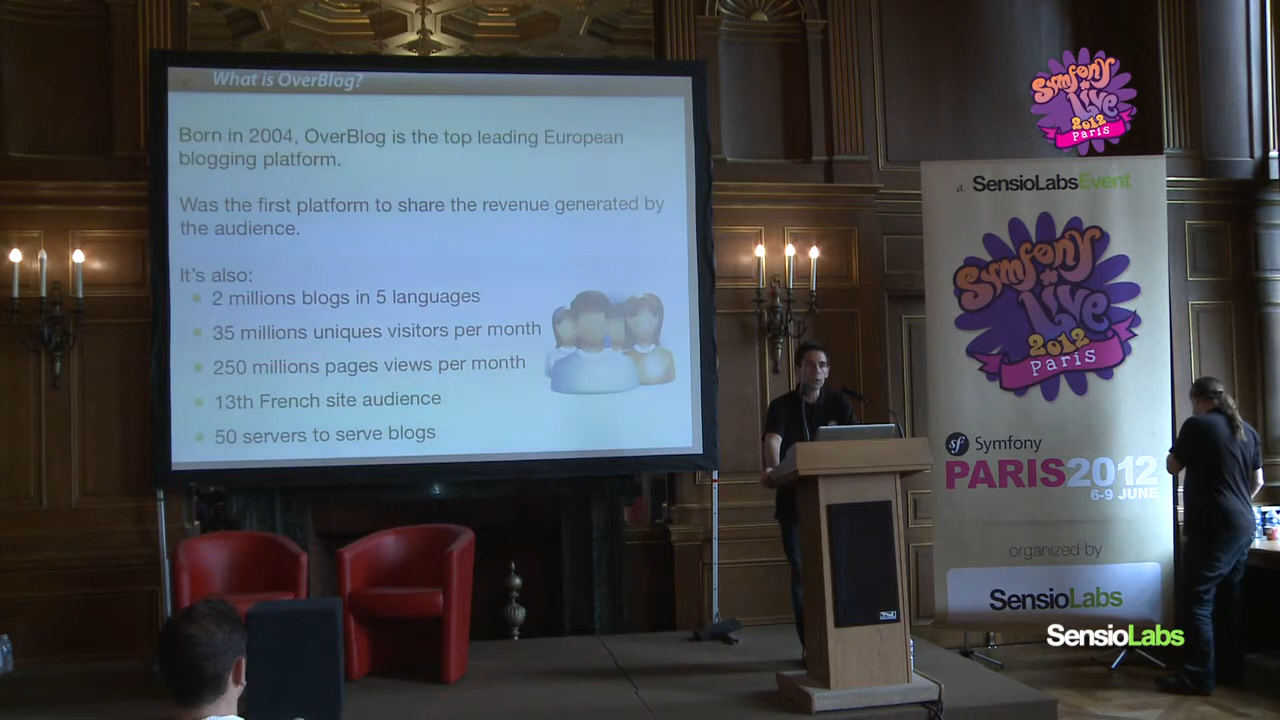 What is OverBlog?
Born in 2004, OverBlog is the top leading European
blogging platform.
Was the first platform to share the revenue generated by
the audience.
It's also:
2 millions blogs in 5 languages
35 millions uniques visitors per month
250 millions pages views per month
13th French site audience
50 servers to serve blogs
Symfony
Live
2012
Paris
a SensioLabsEvent
Symfony
Live
2012
Paris
sf Symfony
PARIS2012
6-9 JUNE
organized by
SensioLabs
SensioLabs